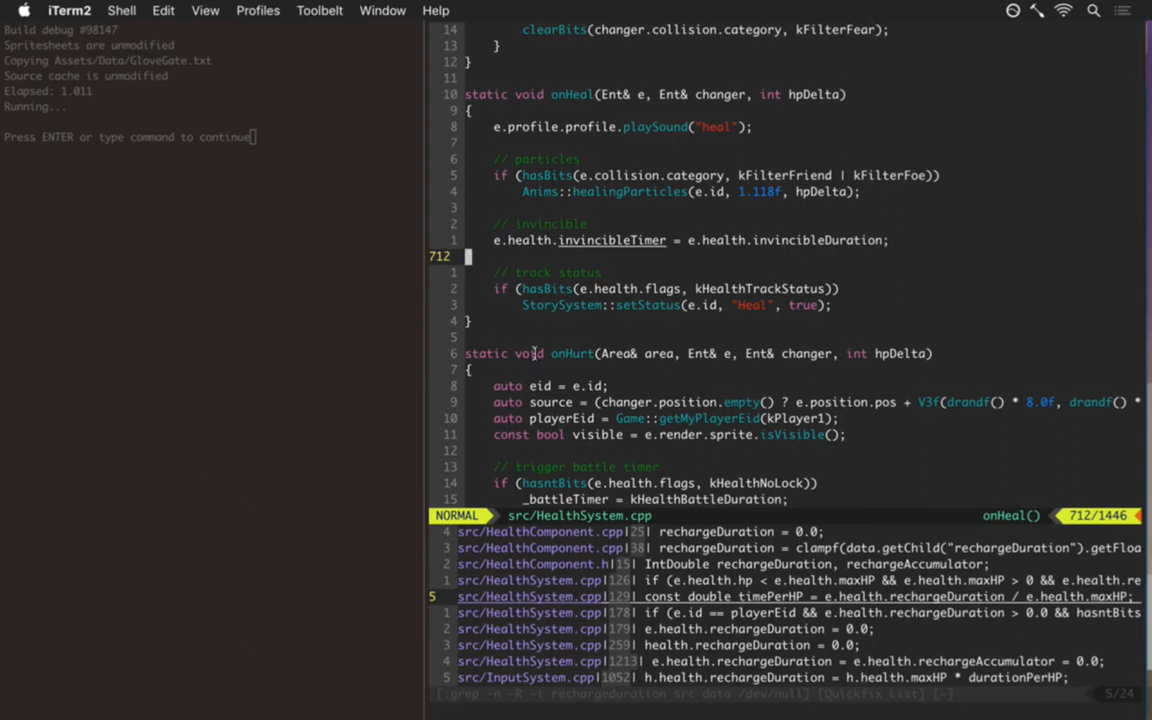 iTerm2 Shell Edit View Profiles Toolbelt Window Help
Build debug #98147
Spritesheets are unmodified
Copying Assets/Data/GloveGate.txt
Source cache is unmodified
Elapsed: 1.011
Running...
Press ENTER or type command to continue
14 clearBits(changer.collision.category, kFilterFear);
13 }
12 }
11
10 static void onHeal(Ent& e, Ent& changer, int hpDelta)
9 {
8 e.profile.profile.playSound("heal");
7
6 // particles
5 if (hasBits(e.collision.category, kFilterFriend | kFilterFoe))
4 Anims::healingParticles(e.id, 1.118f, hpDelta);
3
2 // invincible
1 e.health.invincibleTimer = e.health.invincibleDuration;
712
1 // track status
2 if (hasBits(e.health.flags, kHealthTrackStatus))
3 StorySystem::setStatus(e.id, "Heal", true);
4 }
5
6 static void onHurt(Area& area, Ent& e, Ent& changer, int hpDelta)
7 {
8 auto eid = e.id;
9 auto source = (changer.position.empty() ? e.position.pos + V3f(drandf() * 8.0f, drandf() *
10 auto playerEid = Game::getMyPlayerEid(kPlayer1);
11 const bool visible = e.render.sprite.isVisible();
12
13 // trigger battle timer
14 if (hasntBits(e.health.flags, kHealthNoLock))
15 _battleTimer = kHealthBattleDuration;
NORMAL src/HealthSystem.cpp onHeal() 712/1446
4 src/HealthComponent.cpp|25| rechargeDuration = 0.0;
3 src/HealthComponent.cpp|38| rechargeDuration = clampf(data.getChild("rechargeDuration").getFloa
2 src/HealthComponent.h|15| IntDouble rechargeDuration, rechargeAccumulator;
1 src/HealthSystem.cpp|126| if (e.health.hp < e.health.maxHP && e.health.maxHP > 0 && e.health.re
5 src/HealthSystem.cpp|129| const double timePerHP = e.health.rechargeDuration / e.health.maxHP;
1 src/HealthSystem.cpp|178| if (e.id == playerEid && e.health.rechargeDuration > 0.0 && hasntBits
2 src/HealthSystem.cpp|179| e.health.rechargeDuration = 0.0;
3 src/HealthSystem.cpp|259| health.rechargeDuration = 0.0;
4 src/HealthSystem.cpp|1213| e.health.rechargeDuration = e.health.rechargeAccumulator = 0.0;
5 src/InputSystem.cpp|1052| h.health.rechargeDuration = h.health.maxHP * durationPerHP;
[:grep -n -R -i rechargeduration src data /dev/null] [Quickfix List] [-] 5/24